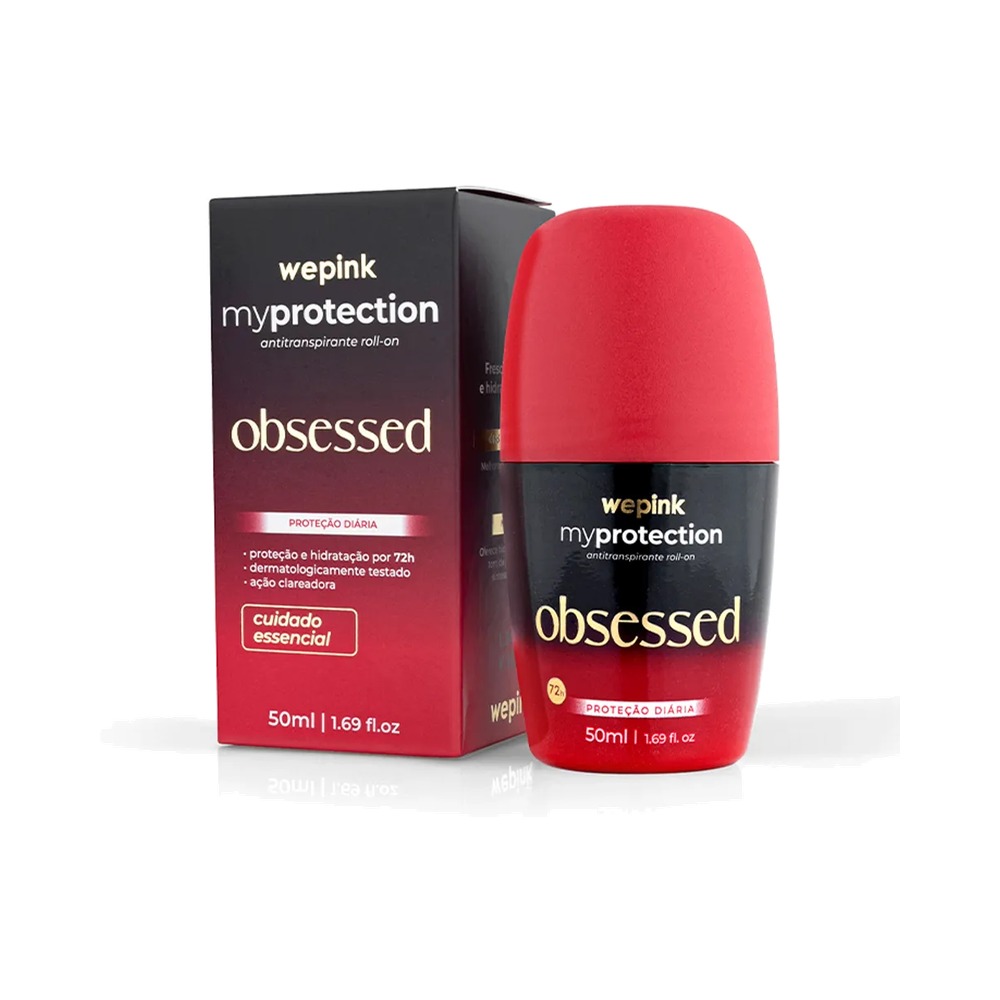 wepink
myprotection
antitranspirante roll-on
obsessed
PROTEÇÃO DIÁRIA
• proteção e hidratação por 72h
• dermatologicamente testado
• ação clareadora
cuidado
essencial
50ml | 1.69 fl.oz
wepink
myprotection
antitranspirante roll-on
obsessed
72h
PROTEÇÃO DIÁRIA
50ml | 1.69 fl. oz